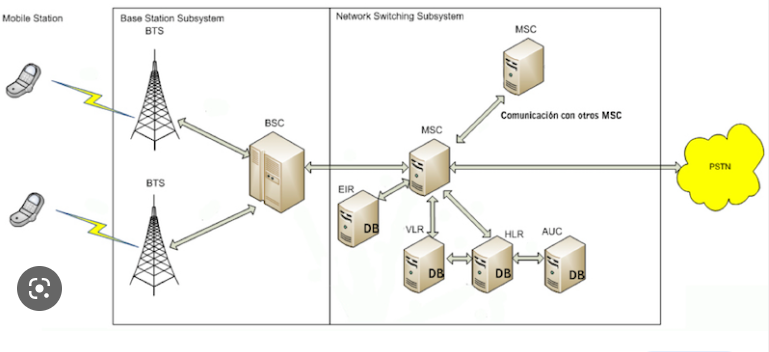 Mobile Station
Base Station Subsystem
Network Switching Subsystem
BTS
MSC
Comunicación con otros MSC
BSC
MSC
PSTN
BTS
EIR
DB
VLR
HLR
AUC
DB
DB
DB